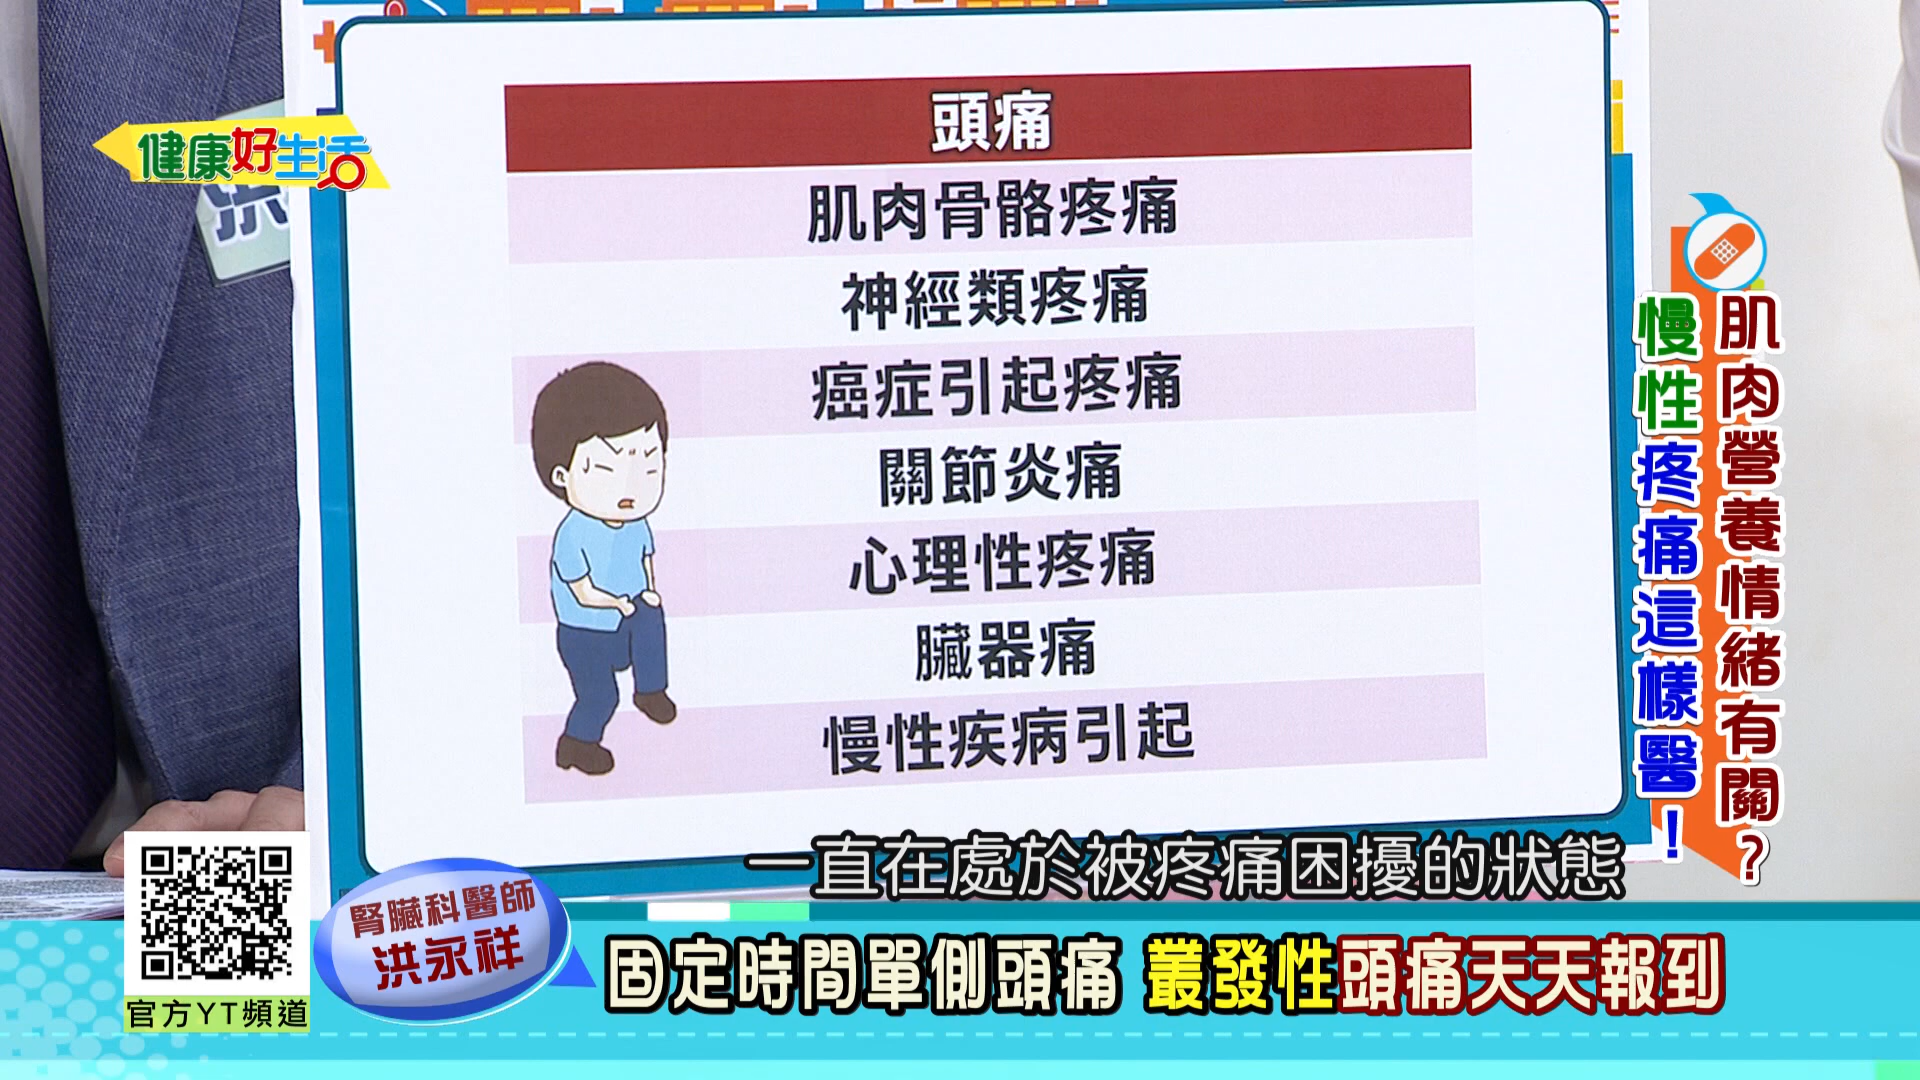 健康好生活
洪
頭痛
肌肉骨骼疼痛
神經類疼痛
癌症引起疼痛
關節炎痛
心理性疼痛
臟器痛
慢性疾病引起
肌肉營養情緒有關?
慢性疼痛這樣醫!
一直在處於被疼痛困擾的狀態
腎臟科醫師
洪永祥
固定時間單側頭痛 叢發性頭痛天天報到
官方YT頻道